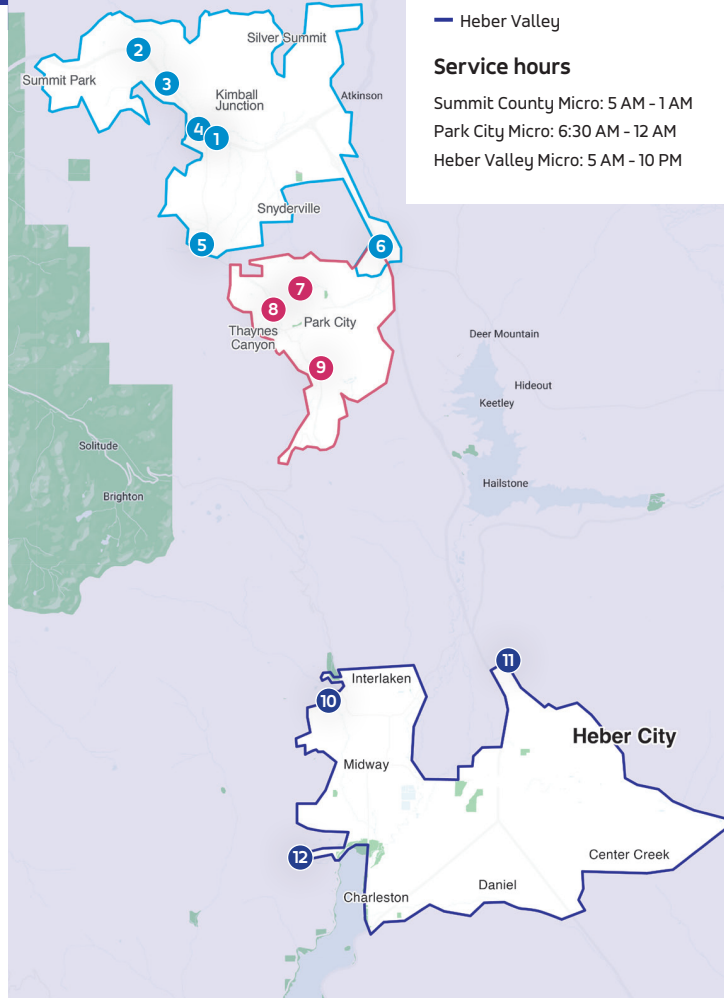 Heber Valley
Service hours
Summit County Micro: 5 AM - 1 AM
Park City Micro: 6:30 AM - 12 AM
Heber Valley Micro: 5 AM - 10 PM
Silver Summit
2
Summit Park
3
Kimball
Junction
Atkinson
4
1
Snyderville
5
6
7
8
Thaynes
Canyon
Park City
9
Deer Mountain
Hideout
Keetley
Solitude
Hailstone
Brighton
11
Interlaken
10
Heber City
Midway
12
Center Creek
Daniel
Charleston